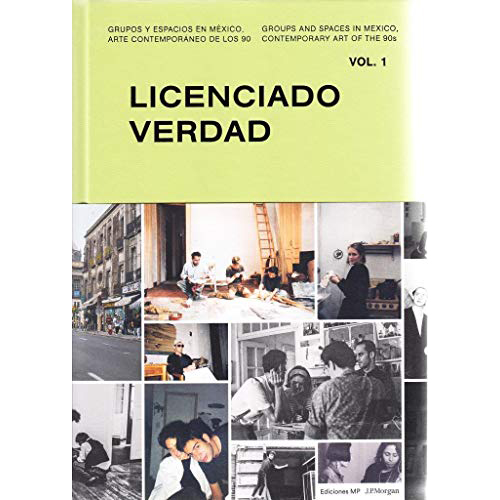 GRUPOS Y ESPACIOS EN MÉXICO,
ARTE CONTEMPORÁNEO DE LOS 90
GROUPS AND SPACES IN MEXICO,
CONTEMPORARY ART OF THE 90s
VOL. 1
LICENCIADO
VERDAD
Ediciones MP J.P.Morgan